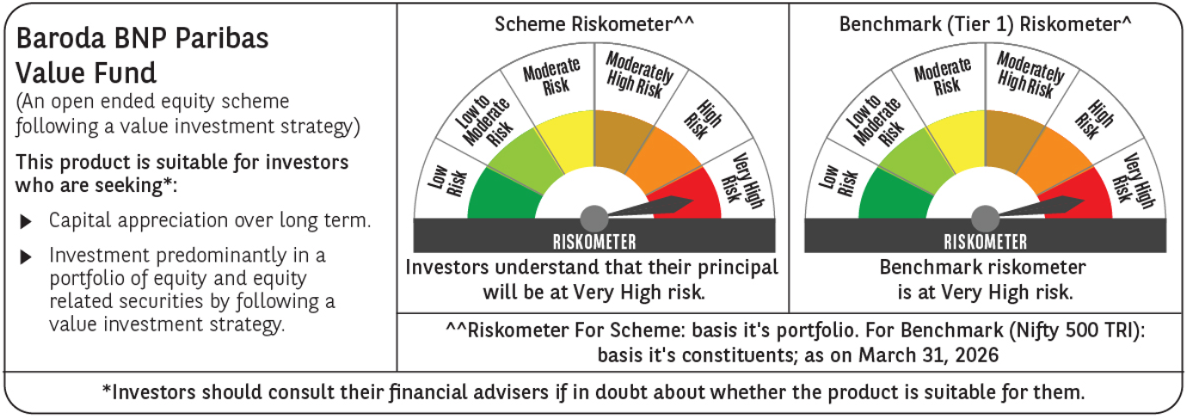 Baroda BNP Paribas
Value Fund
(An open ended equity scheme
following a value investment strategy)
This product is suitable for investors
who are seeking*:
▶ Capital appreciation over long term.
▶ Investment predominantly in a
portfolio of equity and equity
related securities by following a
value investment strategy.
Scheme Riskometer^^
Low
Risk
Low to
Moderate
Risk
Moderate
Risk
Moderately
High Risk
High
Risk
Very High
Risk
RISKOMETER
Investors understand that their principal
will be at Very High risk.
Benchmark (Tier 1) Riskometer^
Low
Risk
Low to
Moderate
Risk
Moderate
Risk
Moderately
High Risk
High
Risk
Very High
Risk
RISKOMETER
Benchmark riskometer
is at Very High risk.
^^Riskometer For Scheme: basis it's portfolio. For Benchmark (Nifty 500 TRI):
basis it's constituents; as on March 31, 2026
*Investors should consult their financial advisers if in doubt about whether the product is suitable for them.